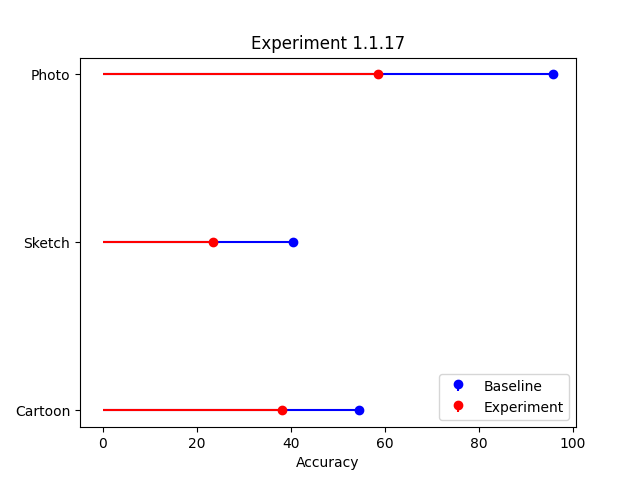 Experiment 1.1.17
Photo
Sketch
Cartoon
Baseline
Experiment
0 20 40 60 80 100
Accuracy